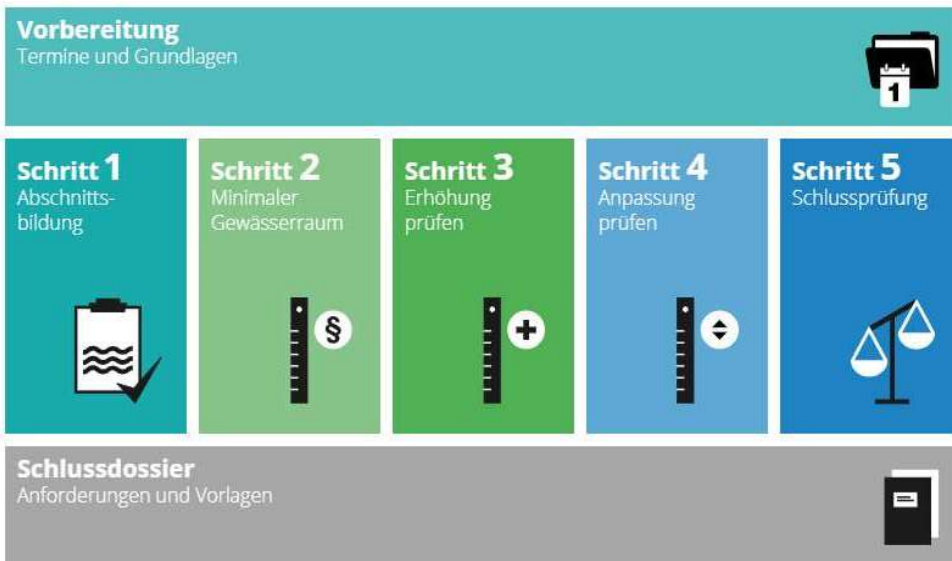 Vorbereitung
Termine und Grundlagen
1
Schritt 1
Abschnitts-
bildung
Schritt 2
Minimaler
Gewässerraum
§
Schritt 3
Erhöhung
prüfen
Schritt 4
Anpassung
prüfen
Schritt 5
Schlussprüfung
Schlussdossier
Anforderungen und Vorlagen